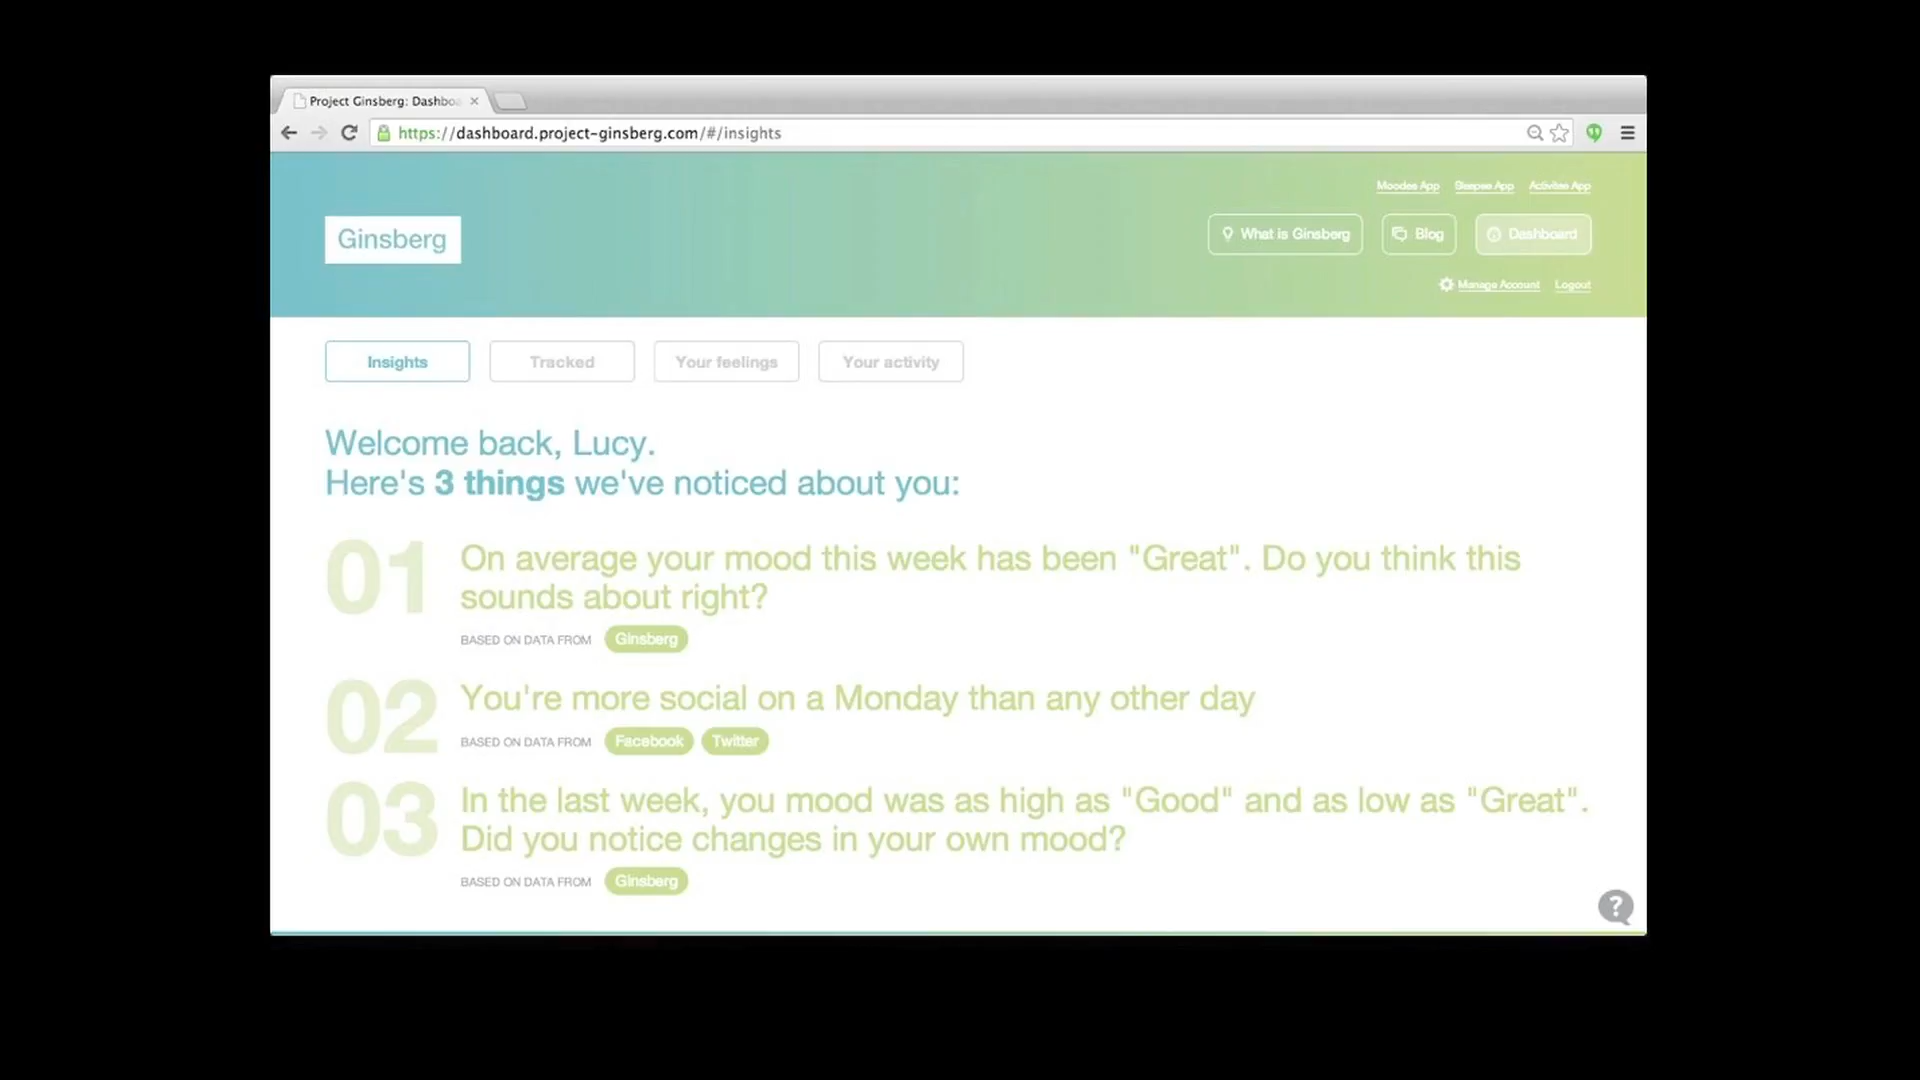 Project Ginsberg: Dashboa
https://dashboard.project-ginsberg.com/#/insights
Moodes App Sleepee App Activitee App
Ginsberg
What is Ginsberg Blog Dashboard
Manage Account Logout
Insights Tracked Your feelings Your activity
Welcome back, Lucy.
Here's 3 things we've noticed about you:
01 On average your mood this week has been "Great". Do you think this
sounds about right?
BASED ON DATA FROM Ginsberg
02 You're more social on a Monday than any other day
BASED ON DATA FROM Facebook Twitter
03 In the last week, you mood was as high as "Good" and as low as "Great".
Did you notice changes in your own mood?
BASED ON DATA FROM Ginsberg
?